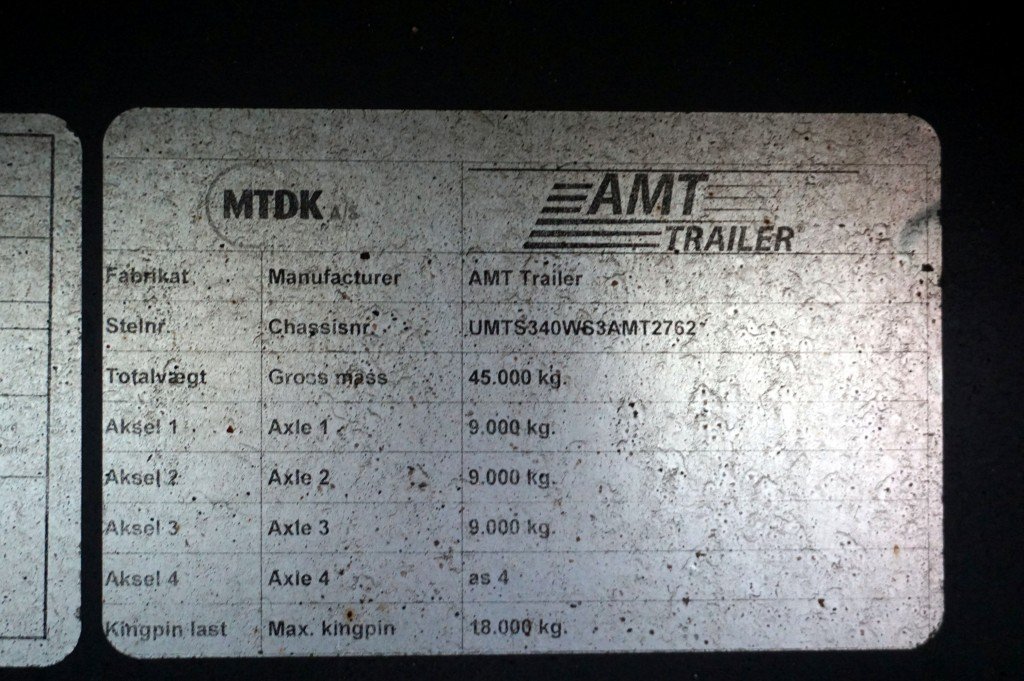 MTDK A/S AMT TRAILER
Fabrikat Manufacturer AMT Trailer
Stelnr. Chassisnr. UMTS340WS3AMT2762
Totalvægt Gross mass 45.000 kg.
Aksel 1 Axle 1 9.000 kg.
Aksel 2 Axle 2 9.000 kg.
Aksel 3 Axle 3 9.000 kg.
Aksel 4 Axle 4 as 4
Kingpin last Max. kingpin 18.000 kg.